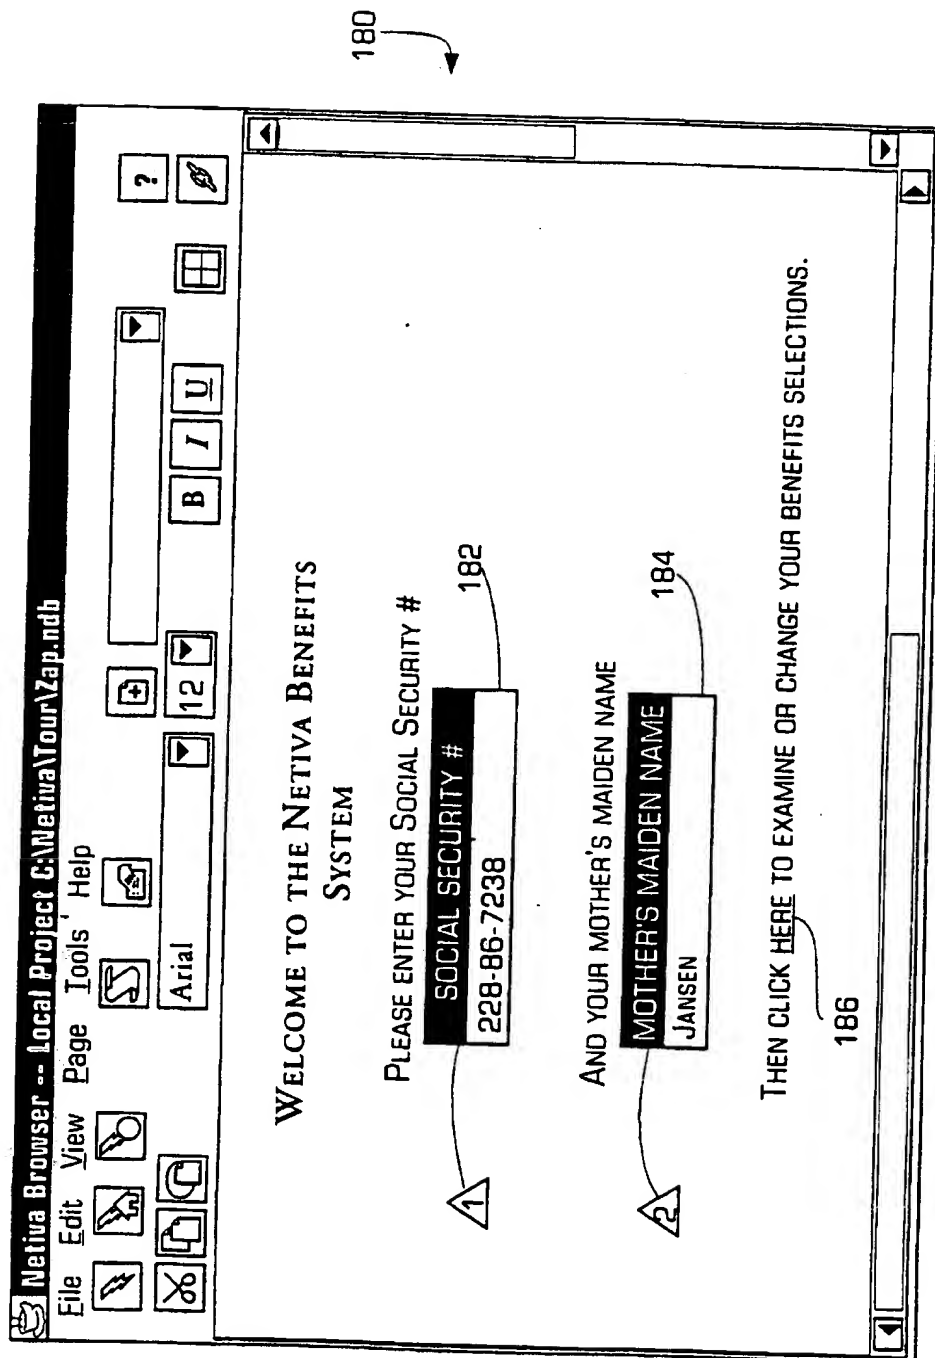 180
Netiva Browser -- Local Project C:\Netiva\Tour\Zap.ndb
File Edit View Page Tools Help
?
Arial 12 B I U
WELCOME TO THE NETIVA BENEFITS
SYSTEM
PLEASE ENTER YOUR SOCIAL SECURITY #
1 SOCIAL SECURITY # 182
228-86-7238
AND YOUR MOTHER'S MAIDEN NAME
2 MOTHER'S MAIDEN NAME 184
JANSEN
THEN CLICK HERE TO EXAMINE OR CHANGE YOUR BENEFITS SELECTIONS.
186